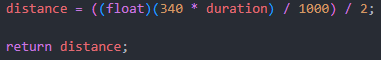 distance = ((float)(340 * duration) / 1000) / 2;
return distance;